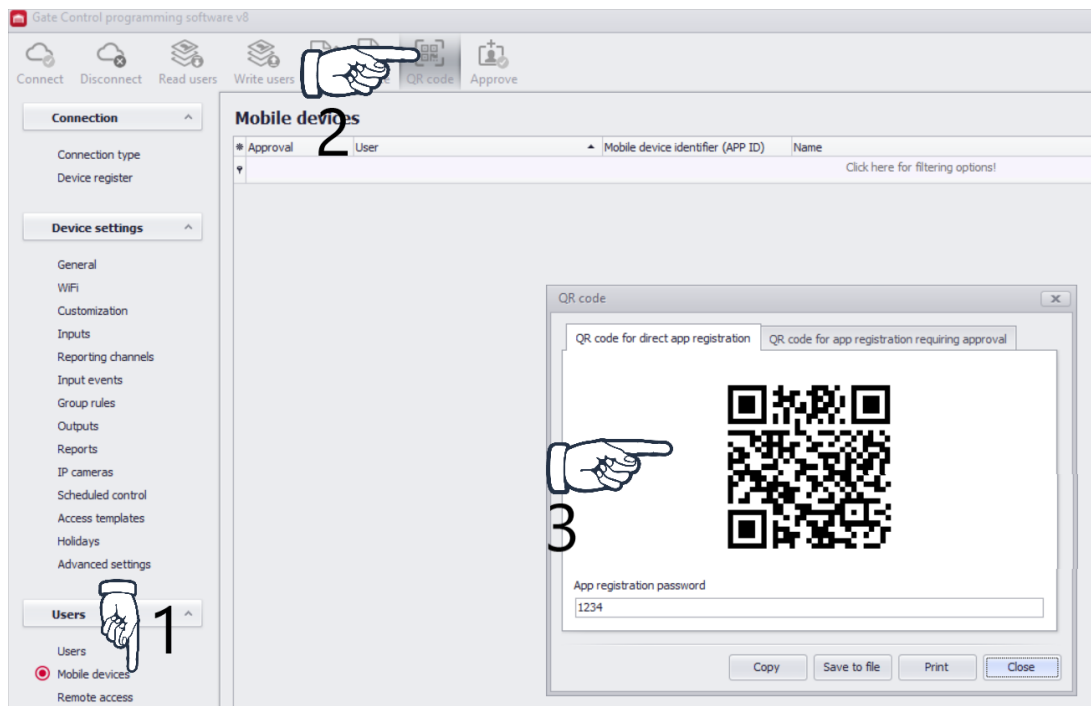 Gate Control programming software v8
Connect Disconnect Read users Write users QR code Approve
Connection
Connection type
Device register
Device settings
General
WiFi
Customization
Inputs
Reporting channels
Input events
Group rules
Outputs
Reports
IP cameras
Scheduled control
Access templates
Holidays
Advanced settings
Users
1
Users
Mobile devices
Remote access
2
Mobile devices
Approval User Mobile device identifier (APP ID) Name
Click here for filtering options!
QR code
QR code for direct app registration QR code for app registration requiring approval
3
App registration password
1234
Copy Save to file Print Close